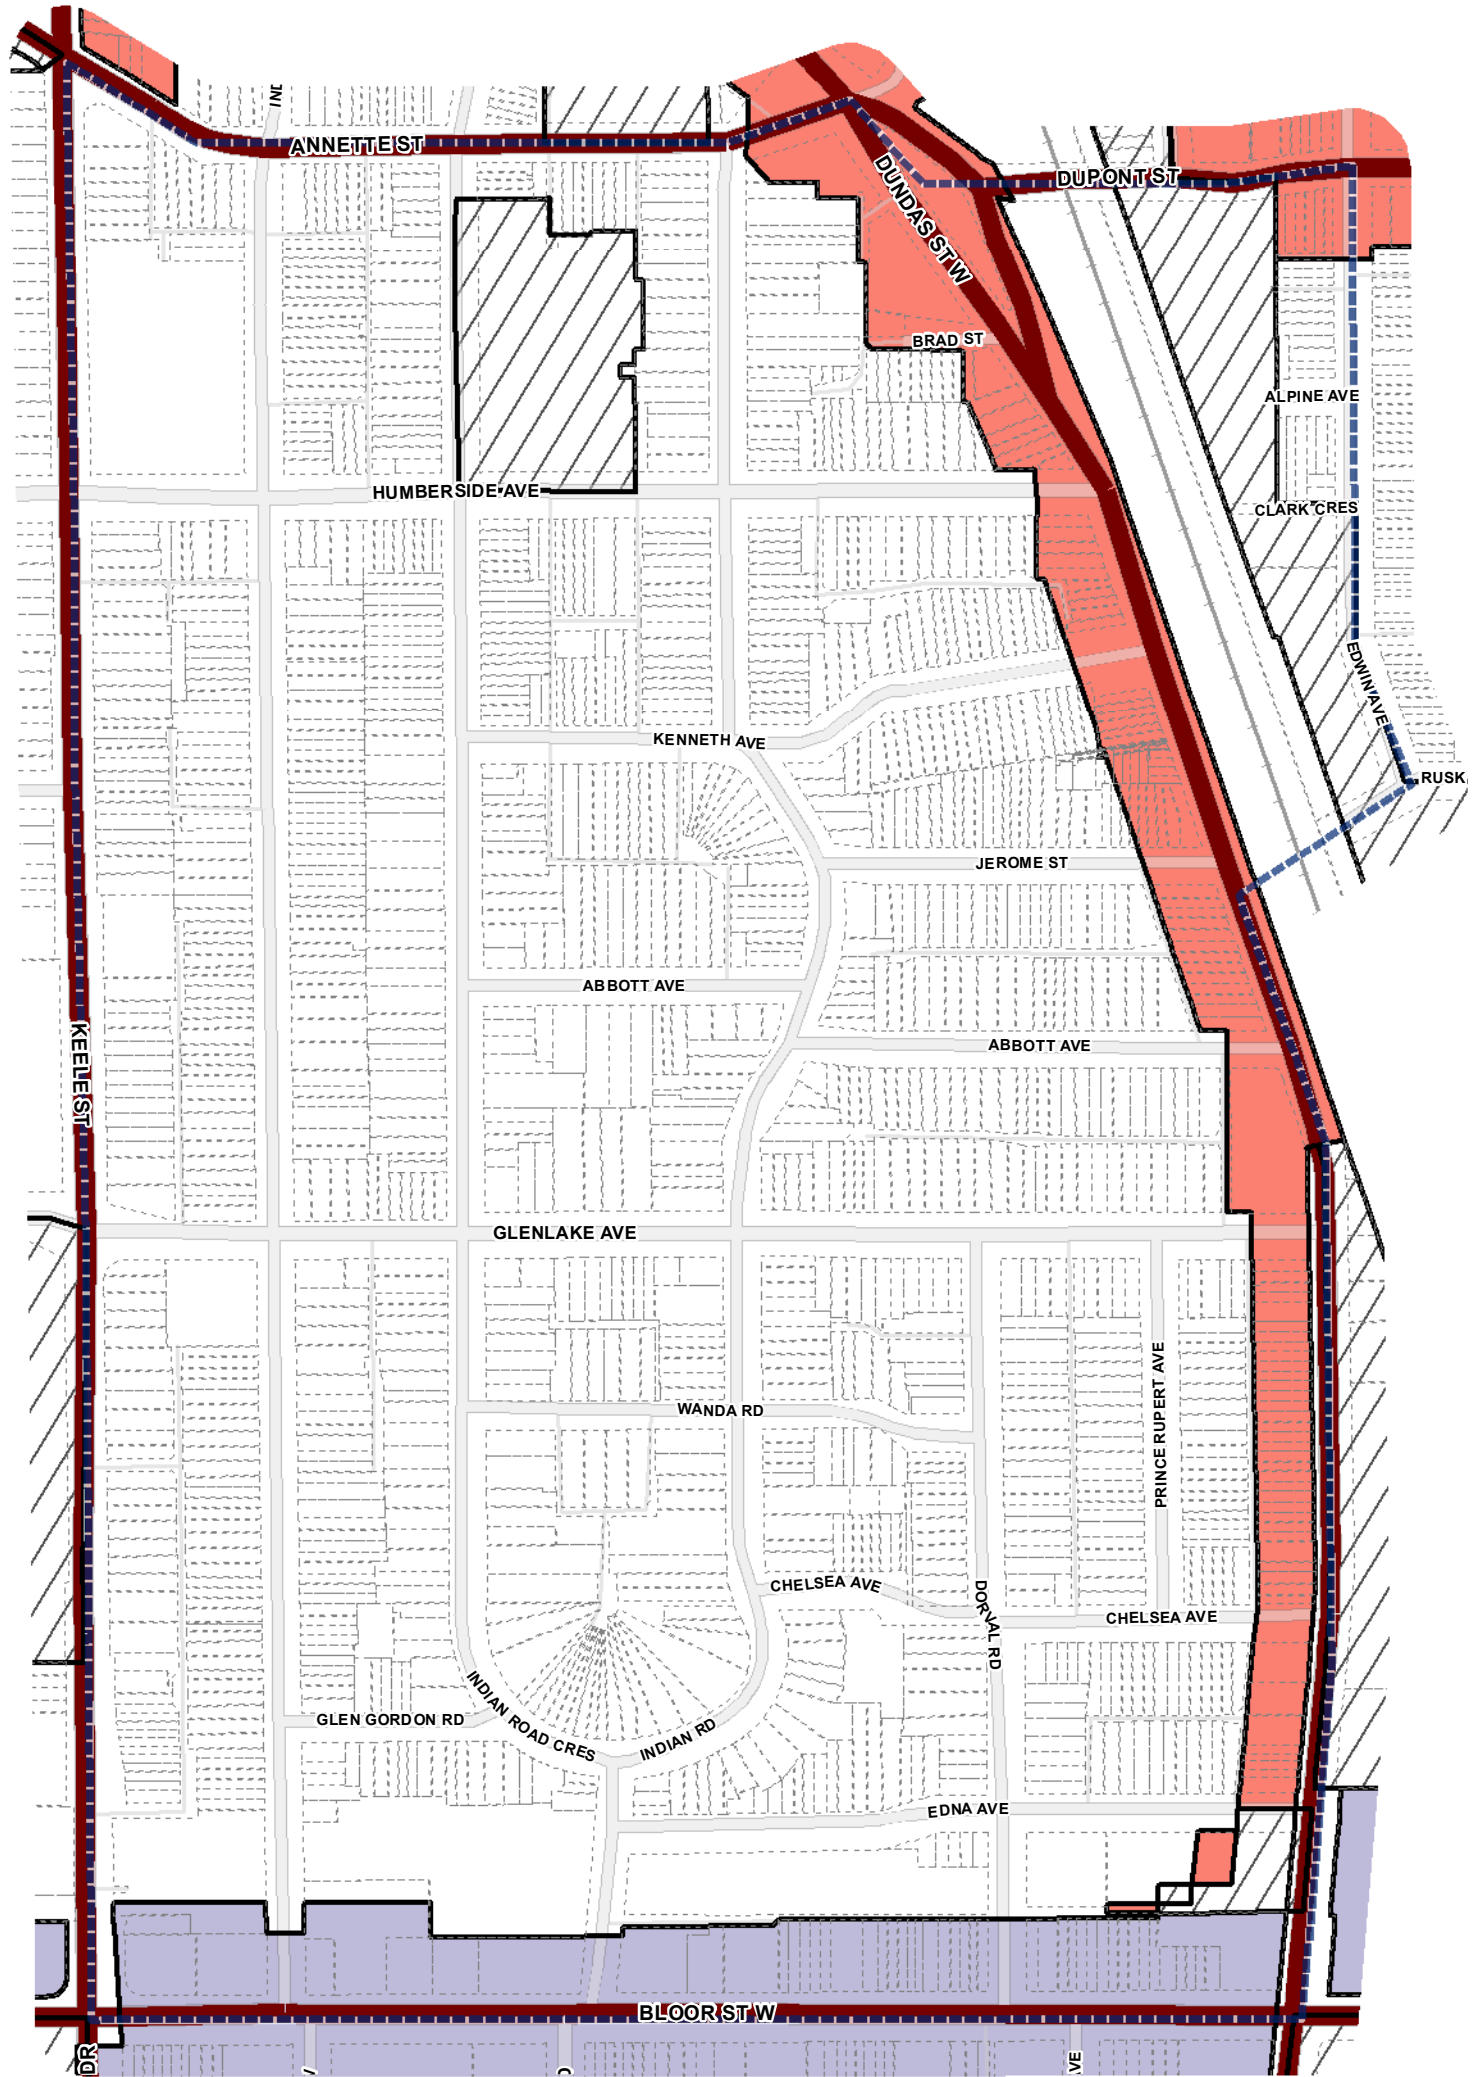 ANNETTE ST
DUNDAS ST W
DUPONT ST
BRAD ST
ALPINE AVE
HUMBERSIDE AVE
CLARK CRES
EDWIN AVE
KENNETH AVE
RUSK
JEROME ST
ABBOTT AVE
KEELE ST
ABBOTT AVE
GLENLAKE AVE
PRINCE RUPERT AVE
WANDA RD
CHELSEA AVE
DORVAL RD
CHELSEA AVE
INDIAN ROAD CRES
GLEN GORDON RD
INDIAN RD
EDNA AVE
BLOOR ST W
DR
VE